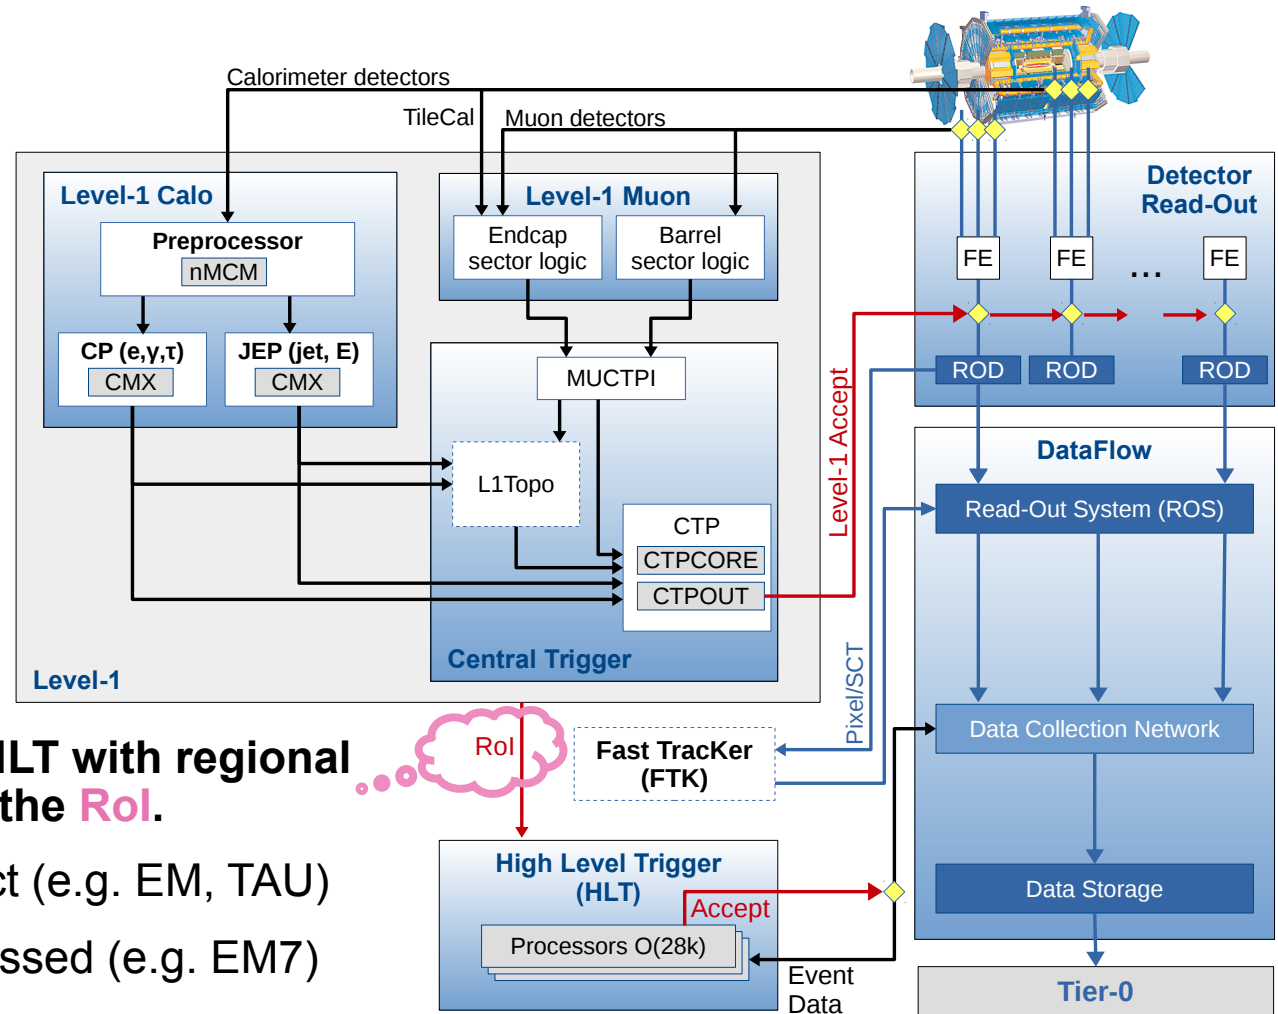 Calorimeter detectors
TileCal
Muon detectors
Level-1 Calo
Preprocessor
nMCM
CP (e,γ,τ)
CMX
JEP (jet, E)
CMX
Level-1 Muon
Endcap
sector logic
Barrel
sector logic
MUCTPI
L1Topo
CTP
CTPCORE
CTPOUT
Central Trigger
Level-1
Level-1 Accept
Detector
Read-Out
FE
FE
...
FE
ROD
ROD
ROD
DataFlow
Read-Out System (ROS)
Data Collection Network
Data Storage
Tier-0
Pixel/SCT
Fast TracKer
(FTK)
RoI
HLT with regional
the RoI.
ct (e.g. EM, TAU)
ssed (e.g. EM7)
High Level Trigger
(HLT)
Accept
Processors O(28k)
Event
Data